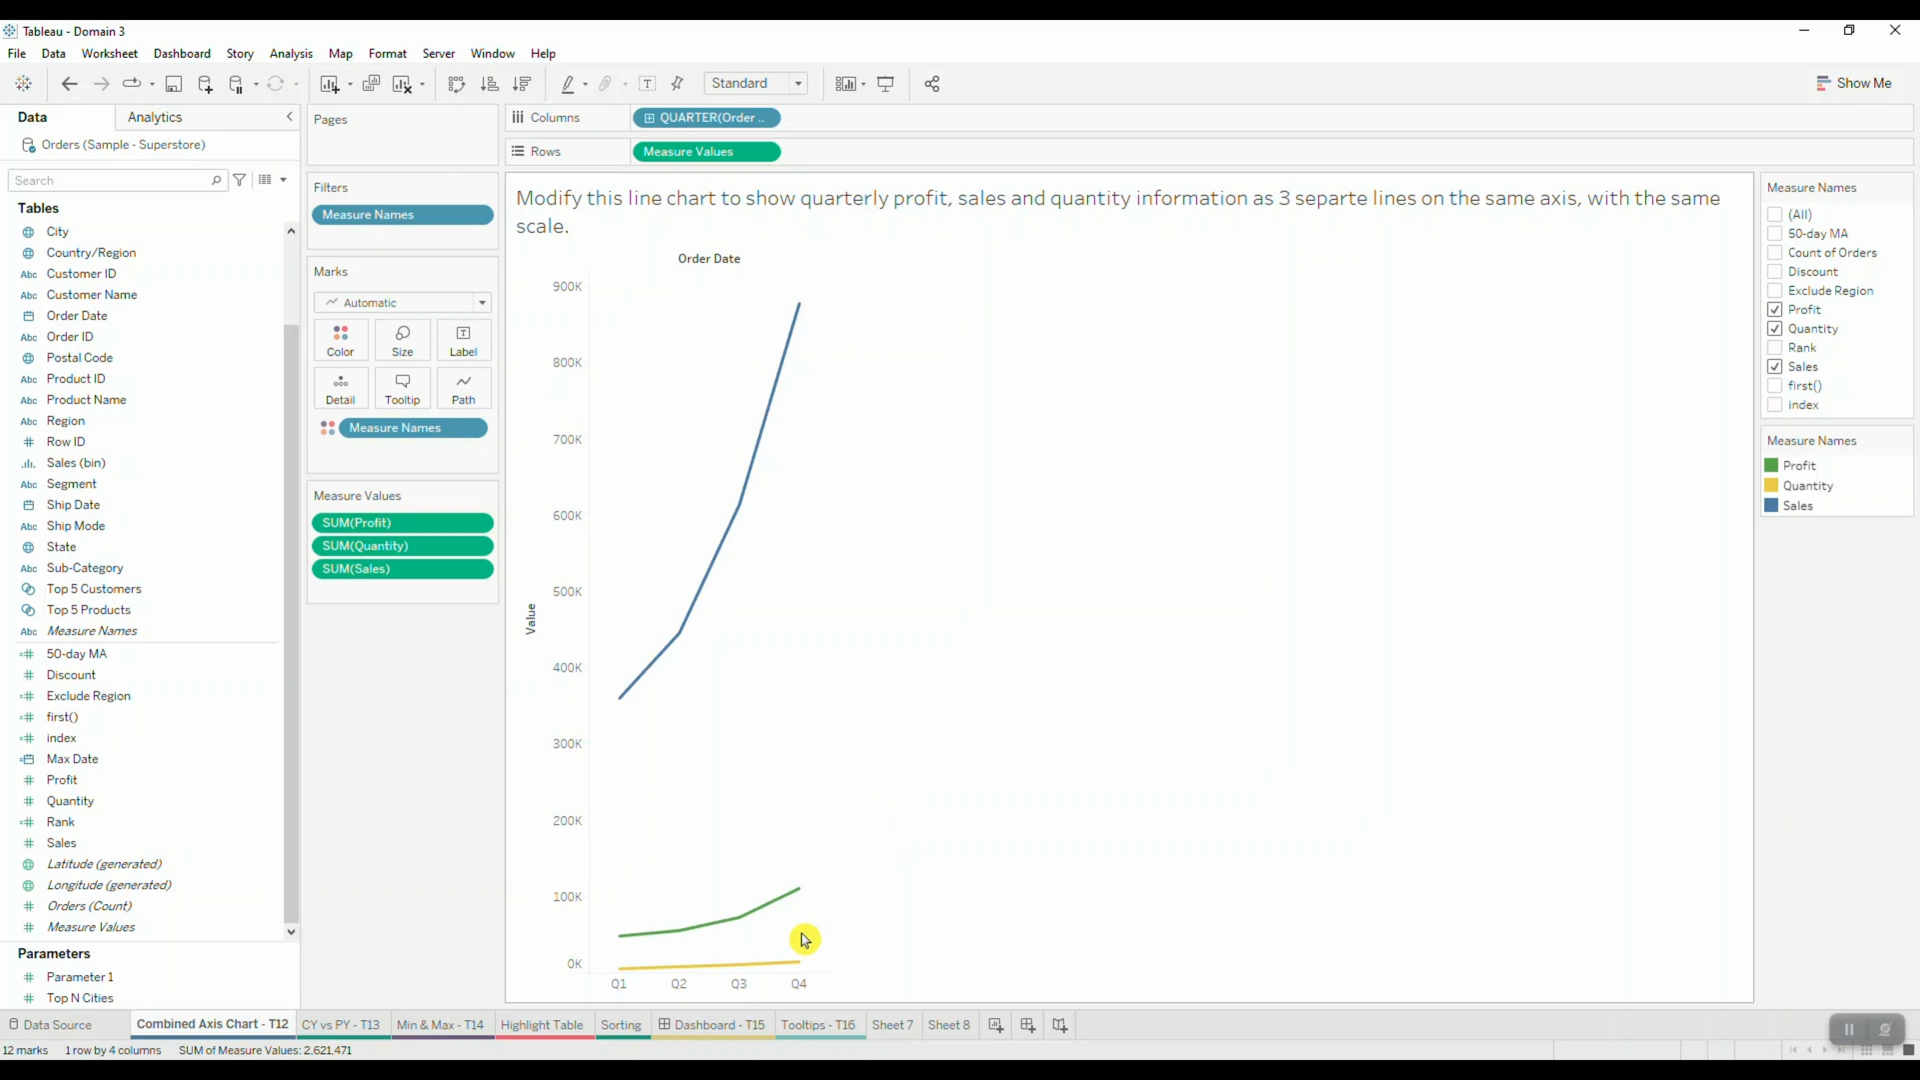 Tableau - Domain 3
File Data Worksheet Dashboard Story Analysis Map Format Server Window Help
Standard
Show Me
Data Analytics
Orders (Sample - Superstore)
Search
Tables
City
Country/Region
Abc Customer ID
Abc Customer Name
Order Date
Abc Order ID
Postal Code
Abc Product ID
Abc Product Name
Abc Region
# Row ID
Sales (bin)
Abc Segment
Ship Date
Abc Ship Mode
State
Abc Sub-Category
Top 5 Customers
Top 5 Products
Abc Measure Names
=# 50-day MA
# Discount
=# Exclude Region
=# first()
=# index
Max Date
# Profit
# Quantity
=# Rank
# Sales
Latitude (generated)
Longitude (generated)
# Orders (Count)
# Measure Values
Parameters
# Parameter 1
# Top N Cities
Pages
Filters
Measure Names
Marks
Automatic
Color Size Label
Detail Tooltip Path
Measure Names
Measure Values
SUM(Profit)
SUM(Quantity)
SUM(Sales)
Columns QUARTER(Order ..
Rows Measure Values
Modify this line chart to show quarterly profit, sales and quantity information as 3 separte lines on the same axis, with the same
scale.
Order Date
900K
800K
700K
600K
500K
400K
300K
200K
100K
0K
Value
Q1 Q2 Q3 Q4
Measure Names
(All)
50-day MA
Count of Orders
Discount
Exclude Region
Profit
Quantity
Rank
Sales
first()
index
Measure Names
Profit
Quantity
Sales
Data Source Combined Axis Chart - T12 CY vs PY - T13 Min & Max - T14 Highlight Table Sorting Dashboard - T15 Tooltips - T16 Sheet 7 Sheet 8
12 marks 1 row by 4 columns SUM of Measure Values: 2,621,471